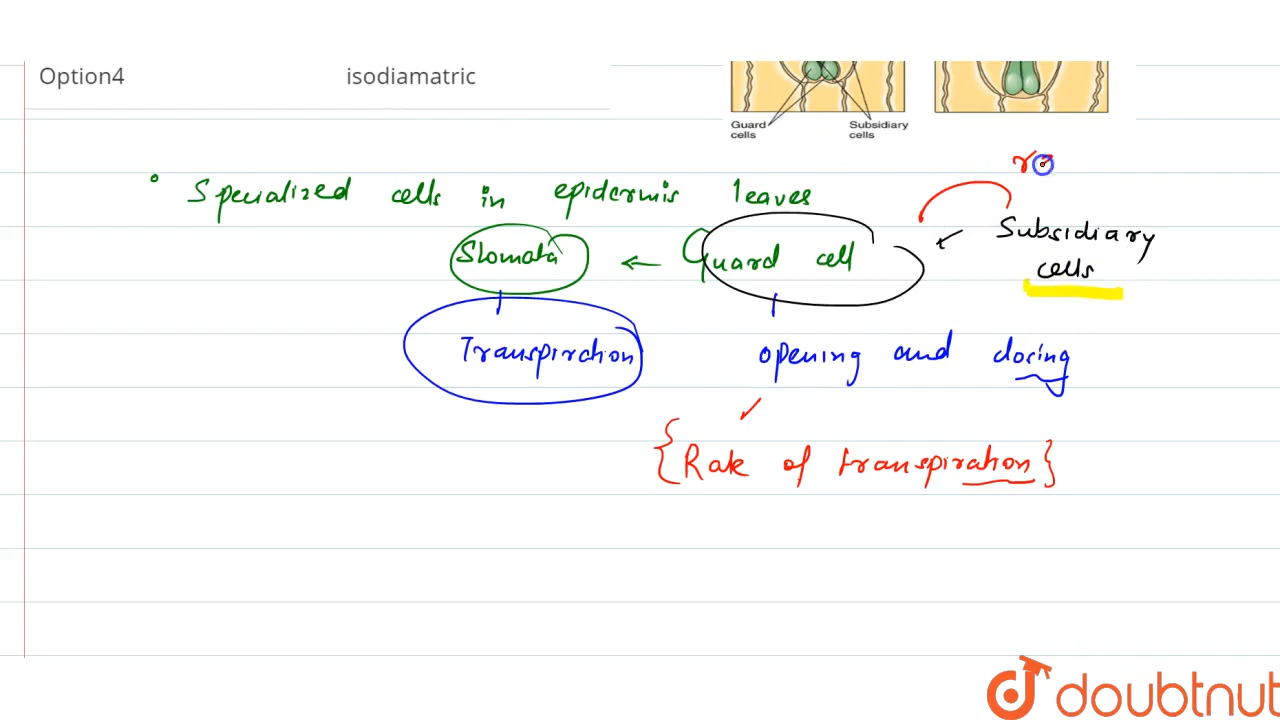 Option4 isodiamatric
Guard cells
Subsidiary cells
Specialized cells in epidermis leaves
Stomata ← Guard cell
Subsidiary cells
Transpiration opening and closing
{Rate of transpiration}
doubtnut